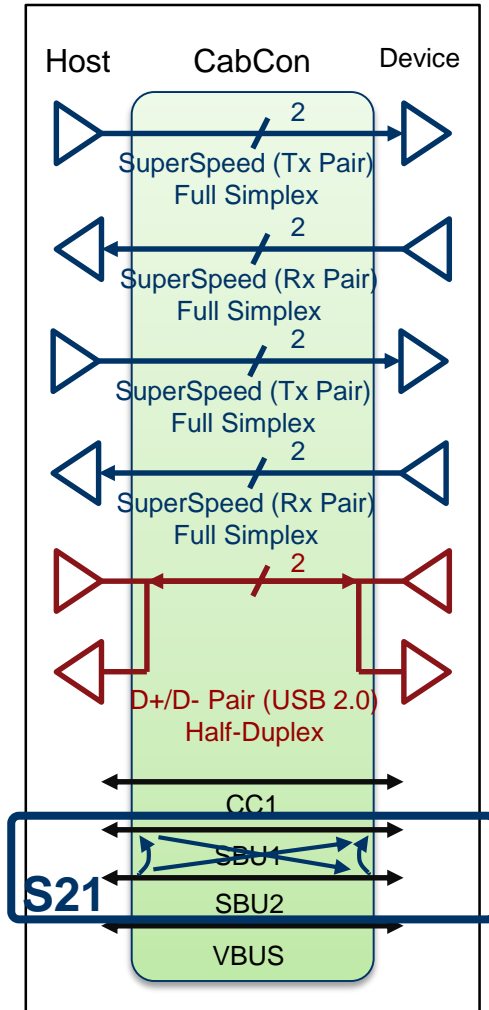 Host CabCon Device
2
SuperSpeed (Tx Pair)
Full Simplex
2
SuperSpeed (Rx Pair)
Full Simplex
2
SuperSpeed (Tx Pair)
Full Simplex
2
SuperSpeed (Rx Pair)
Full Simplex
2
D+/D- Pair (USB 2.0)
Half-Duplex
CC1
SBU1
S21
SBU2
VBUS